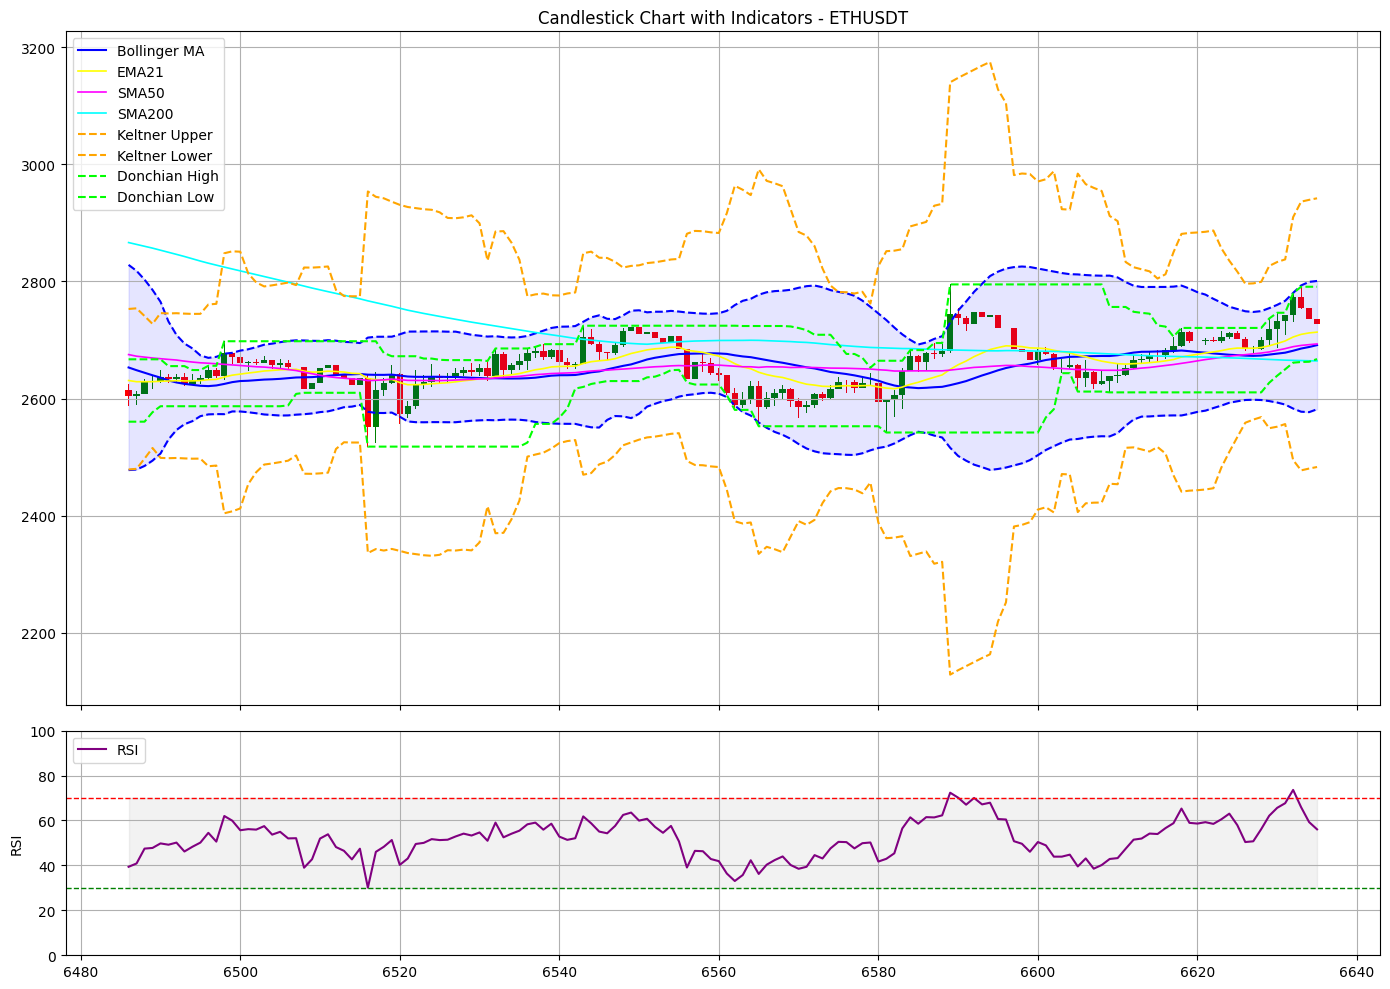 Candlestick Chart with Indicators - ETHUSDT
3200
3000
2800
2600
2400
2200
Bollinger MA
EMA21
SMA50
SMA200
Keltner Upper
Keltner Lower
Donchian High
Donchian Low
100
80
60
40
20
0
RSI
RSI
6480 6500 6520 6540 6560 6580 6600 6620 6640